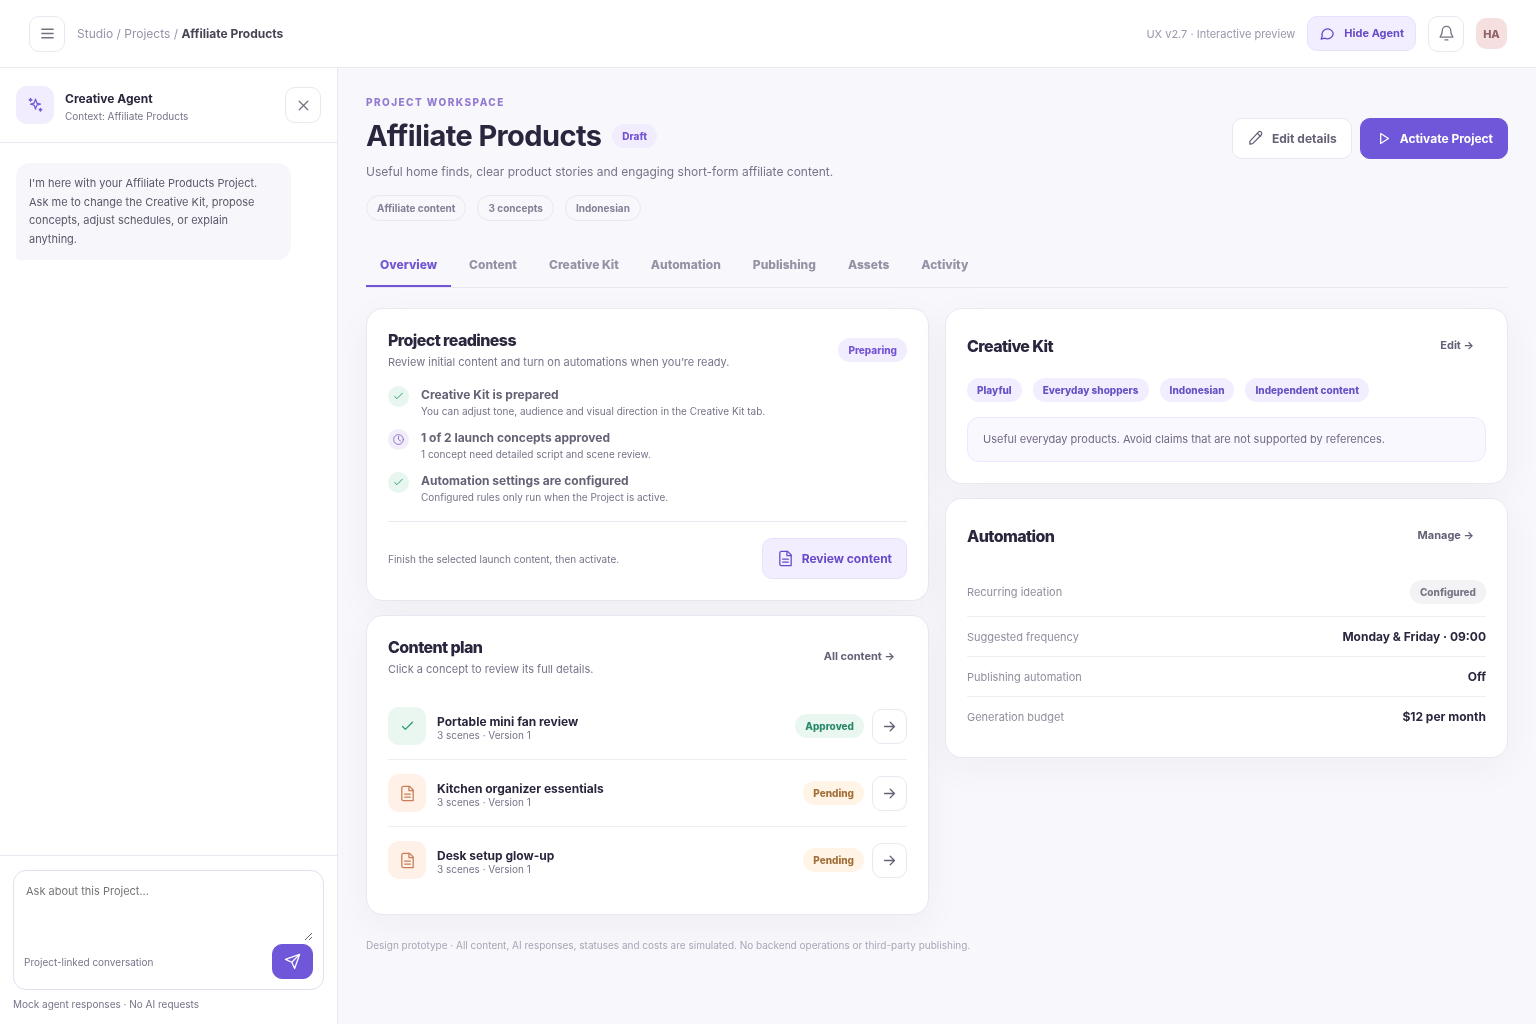 Studio / Projects / Affiliate Products
UX v2.7 · Interactive preview
Hide Agent
HA
Creative Agent
Context: Affiliate Products
I'm here with your Affiliate Products Project.
Ask me to change the Creative Kit, propose
concepts, adjust schedules, or explain
anything.
Ask about this Project...
Project-linked conversation
Mock agent responses · No AI requests
PROJECT WORKSPACE
Affiliate Products
Draft
Useful home finds, clear product stories and engaging short-form affiliate content.
Affiliate content
3 concepts
Indonesian
Edit details
Activate Project
Overview
Content
Creative Kit
Automation
Publishing
Assets
Activity
Project readiness
Review initial content and turn on automations when you're ready.
Preparing
Creative Kit is prepared
You can adjust tone, audience and visual direction in the Creative Kit tab.
1 of 2 launch concepts approved
1 concept need detailed script and scene review.
Automation settings are configured
Configured rules only run when the Project is active.
Finish the selected launch content, then activate.
Review content
Content plan
Click a concept to review its full details.
All content →
Portable mini fan review
3 scenes · Version 1
Approved
Kitchen organizer essentials
3 scenes · Version 1
Pending
Desk setup glow-up
3 scenes · Version 1
Pending
Creative Kit
Edit →
Playful
Everyday shoppers
Indonesian
Independent content
Useful everyday products. Avoid claims that are not supported by references.
Automation
Manage →
Recurring ideation
Configured
Suggested frequency
Monday & Friday · 09:00
Publishing automation
Off
Generation budget
$12 per month
Design prototype · All content, AI responses, statuses and costs are simulated. No backend operations or third-party publishing.